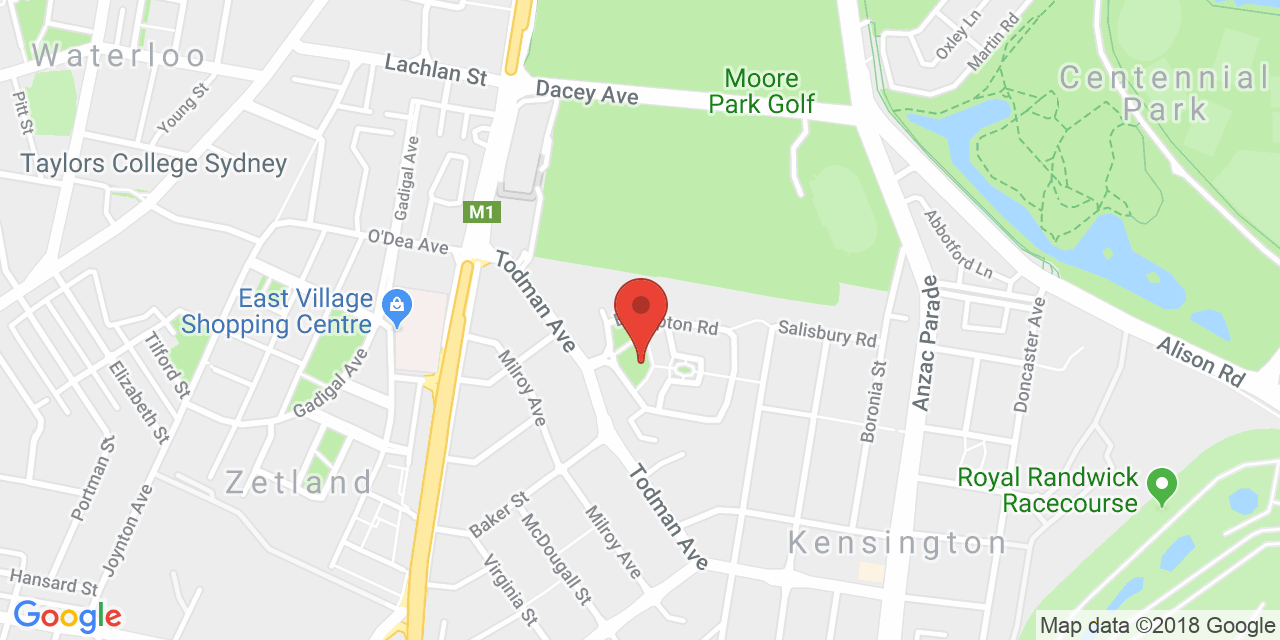 Waterloo
Lachlan St
Dacey Ave
Moore
Park Golf
Oxley Ln
Martin Rd
Centennial
Park
Pitt St
Young St
Taylors College Sydney
Gadigal Ave
M1
O'Dea Ave
Todman Ave
Abbotford Ln
East Village
Shopping Centre
Salisbury Rd
Anzac Parade
Doncaster Ave
Alison Rd
Tilford St
Elizabeth St
Gadigal Ave
Milroy Ave
Boronia St
Portman St
Joynton Ave
Zetland
Todman Ave
Royal Randwick
Racecourse
Baker St
McDougall St
Milroy Ave
Virginia St
Kensington
Hansard St
Google
Map data ©2018 Google